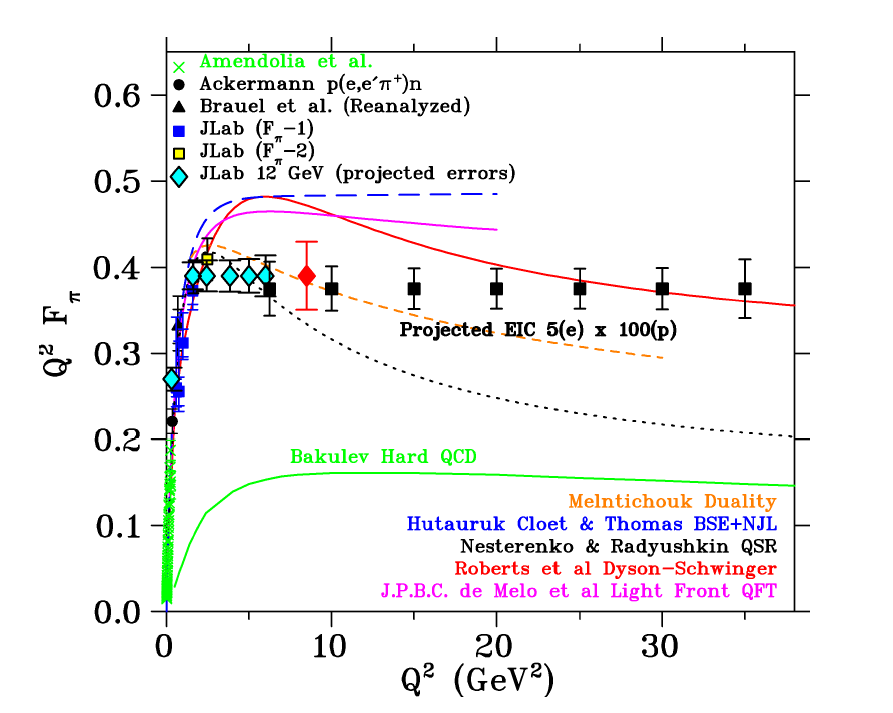 Amendolia et al.
Ackermann p(e,e′π⁺)n
Brauel et al. (Reanalyzed)
JLab (Fπ−1)
JLab (Fπ−2)
JLab 12 GeV (projected errors)
0.6
0.5
0.4
0.3
0.2
0.1
0.0
Q² Fπ
Projected EIC 5(e) x 100(p)
Bakulev Hard QCD
Melntichouk Duality
Hutauruk Cloet & Thomas BSE+NJL
Nesterenko & Radyushkin QSR
Roberts et al Dyson−Schwinger
J.P.B.C. de Melo et al Light Front QFT
0 10 20 30
Q² (GeV²)